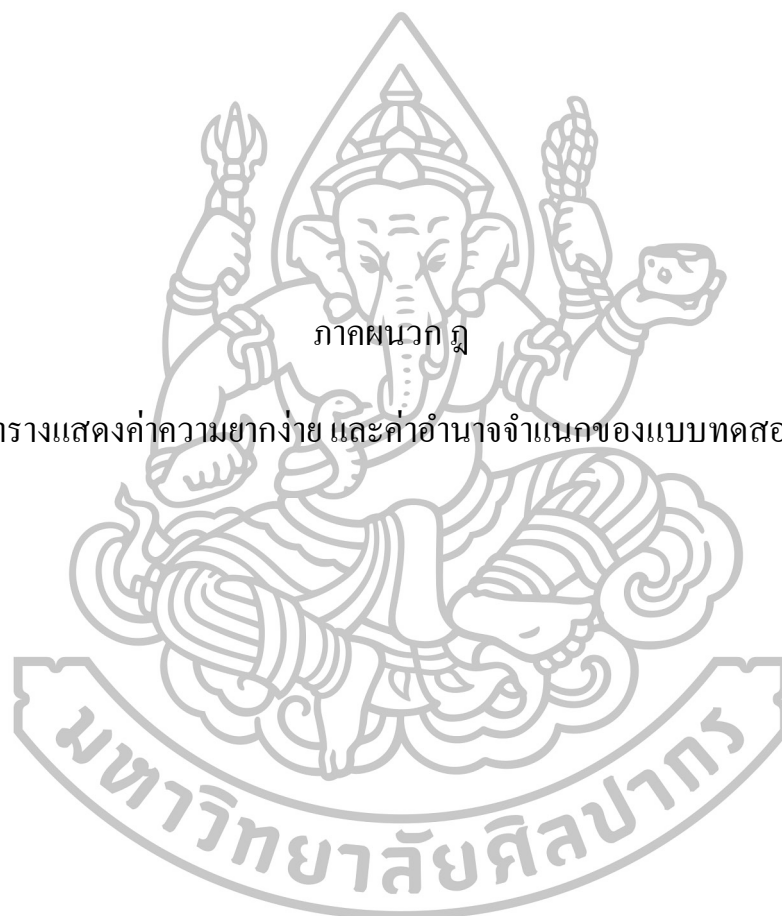 ภาคผนวก ฎ
ตารางแสดงค่าความยากง่าย และค่าอำนาจจำแนกของแบบทดสอบ
มหาวิทยาลัยศิลปากร